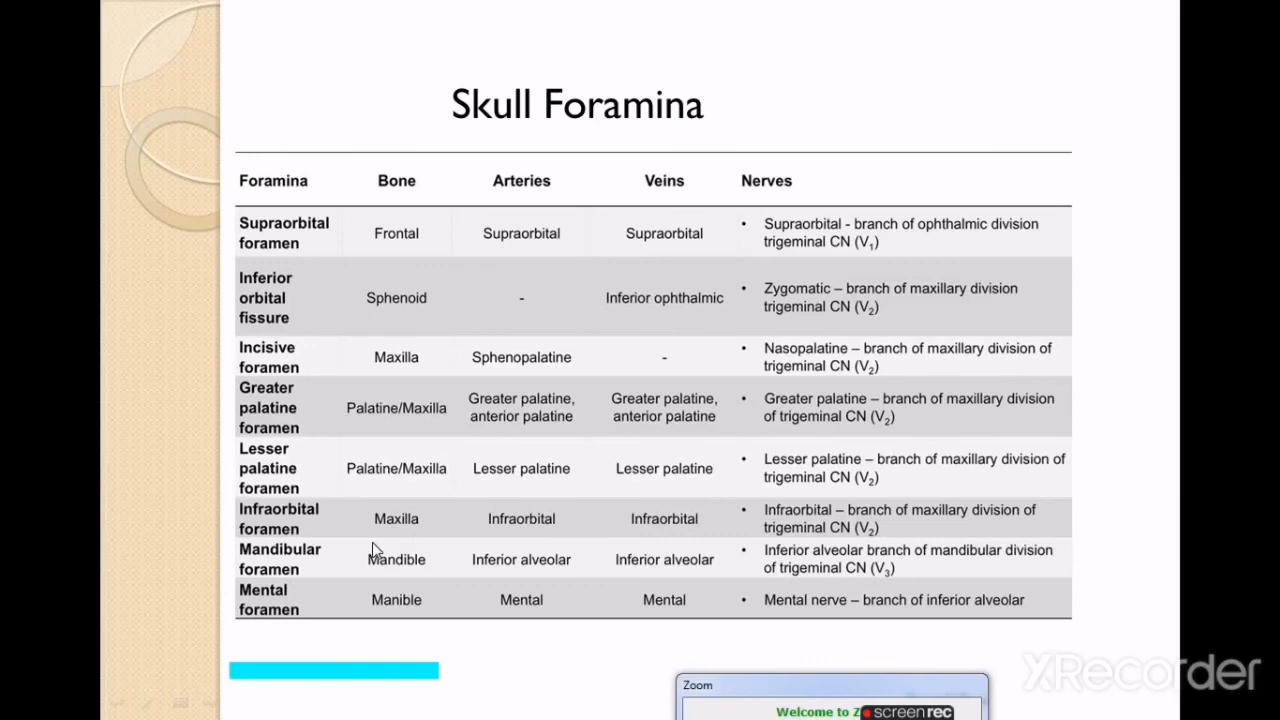 Skull Foramina
Foramina Bone Arteries Veins Nerves
Supraorbital foramen Frontal Supraorbital Supraorbital • Supraorbital - branch of ophthalmic division trigeminal CN (V1)
Inferior orbital fissure Sphenoid - Inferior ophthalmic • Zygomatic – branch of maxillary division trigeminal CN (V2)
Incisive foramen Maxilla Sphenopalatine - • Nasopalatine – branch of maxillary division of trigeminal CN (V2)
Greater palatine foramen Palatine/Maxilla Greater palatine, anterior palatine Greater palatine, anterior palatine • Greater palatine – branch of maxillary division of trigeminal CN (V2)
Lesser palatine foramen Palatine/Maxilla Lesser palatine Lesser palatine • Lesser palatine – branch of maxillary division of trigeminal CN (V2)
Infraorbital foramen Maxilla Infraorbital Infraorbital • Infraorbital – branch of maxillary division of trigeminal CN (V2)
Mandibular foramen Mandible Inferior alveolar Inferior alveolar • Inferior alveolar branch of mandibular division of trigeminal CN (V3)
Mental foramen Manible Mental Mental • Mental nerve – branch of inferior alveolar
XRecorder
Zoom
Welcome to
screenrec